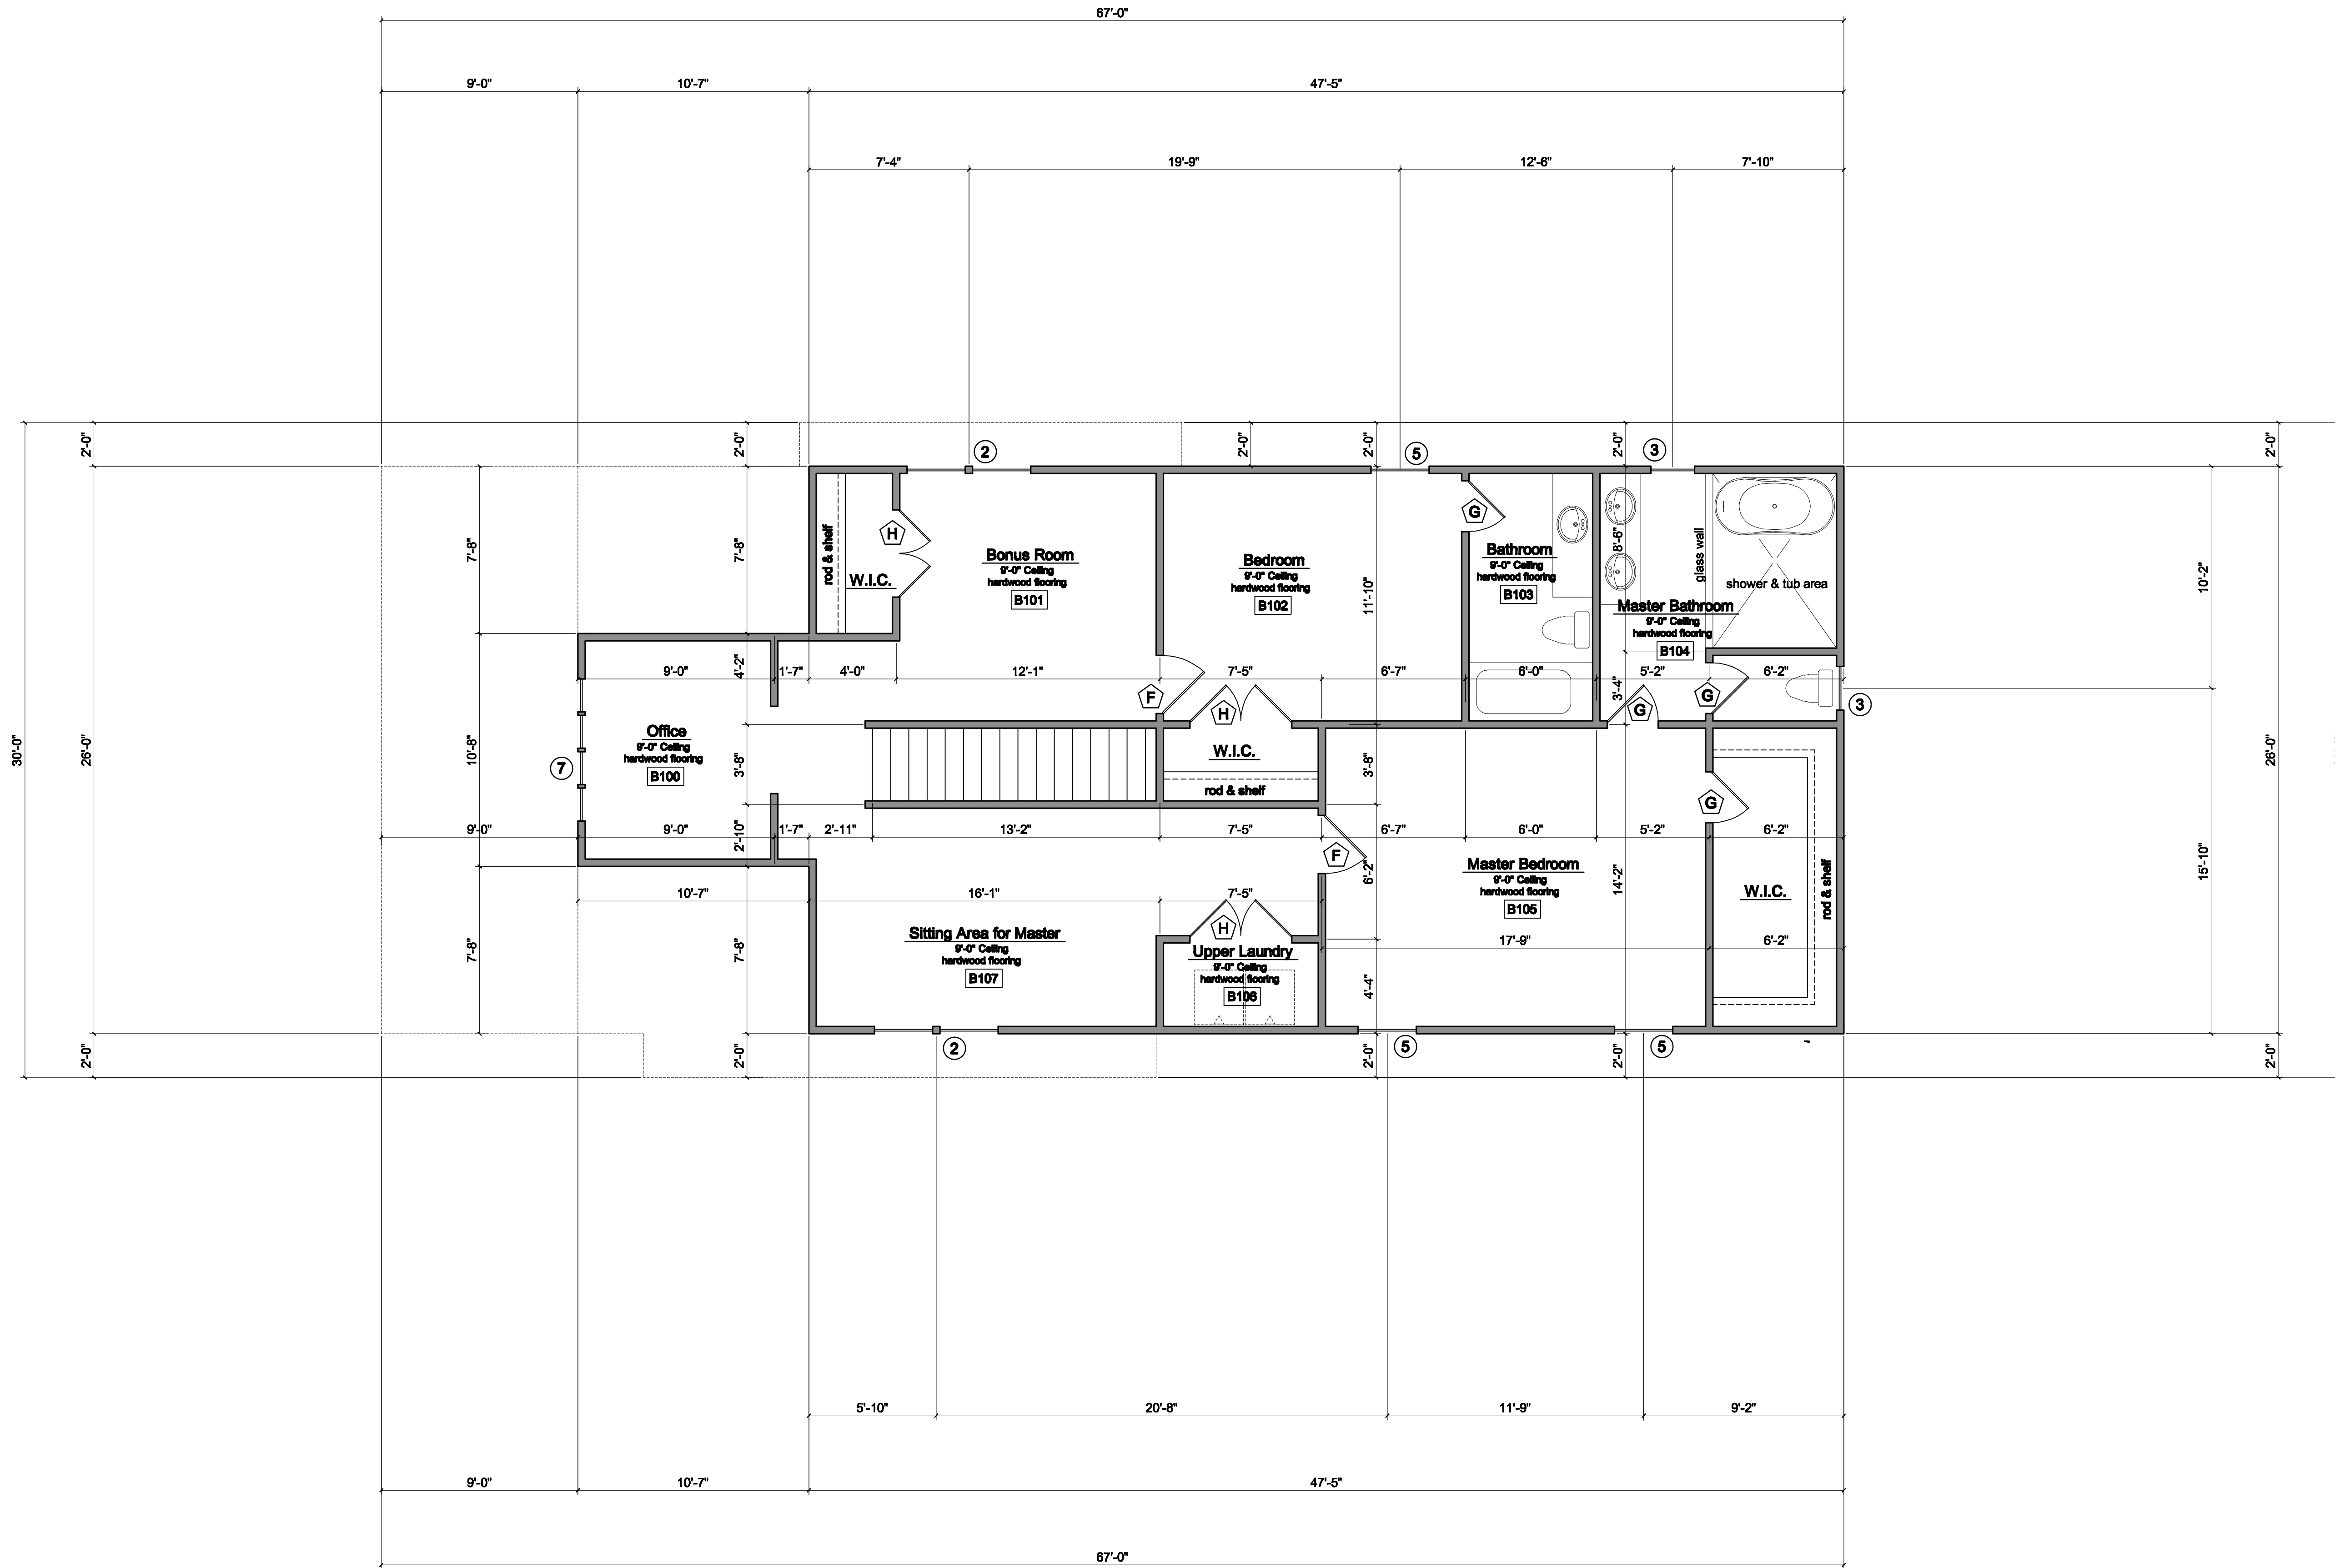 67'-0"
9'-0" 10'-7" 47'-5"
7'-4" 19'-9" 12'-6" 7'-10"
2'-0" 2'-0" 2'-0" 2'-0" 2'-0" 2'-0" 2'-0"
2 5 3
30'-0"
26'-0"
7'-8"
7'-8"
rod & shelf
H
W.I.C.
Bonus Room
9'-0" Ceiling
hardwood flooring
B101
Bedroom
9'-0" Ceiling
hardwood flooring
B102
11'-10"
G
Bathroom
9'-0" Ceiling
hardwood flooring
B103
8'-6"
glass wall
shower & tub area
Master Bathroom
9'-0" Ceiling
hardwood flooring
B104
10'-2"
4'-2"
9'-0" 1'-7" 4'-0" 12'-1" 7'-5" 6'-7" 6'-0" 5'-2" 6'-2"
F
H
3'-4"
G
G
3
Office
9'-0" Ceiling
hardwood flooring
B100
7
10'-8"
3'-8"
W.I.C.
rod & shelf
3'-8"
G
26'-0"
9'-0" 9'-0" 1'-7" 2'-11" 13'-2" 7'-5" 6'-7" 6'-0" 5'-2" 6'-2"
2'-10"
F
6'-2"
Master Bedroom
9'-0" Ceiling
hardwood flooring
B105
14'-2"
W.I.C.
rod & shelf
15'-10"
10'-7" 16'-1" 7'-5"
7'-8"
7'-8"
Sitting Area for Master
9'-0" Ceiling
hardwood flooring
B107
H
Upper Laundry
9'-0" Ceiling
hardwood flooring
B106
4'-4"
17'-9" 6'-2"
2 5 5
2'-0" 2'-0" 2'-0" 2'-0" 2'-0"
5'-10" 20'-8" 11'-9" 9'-2"
9'-0" 10'-7" 47'-5"
67'-0"